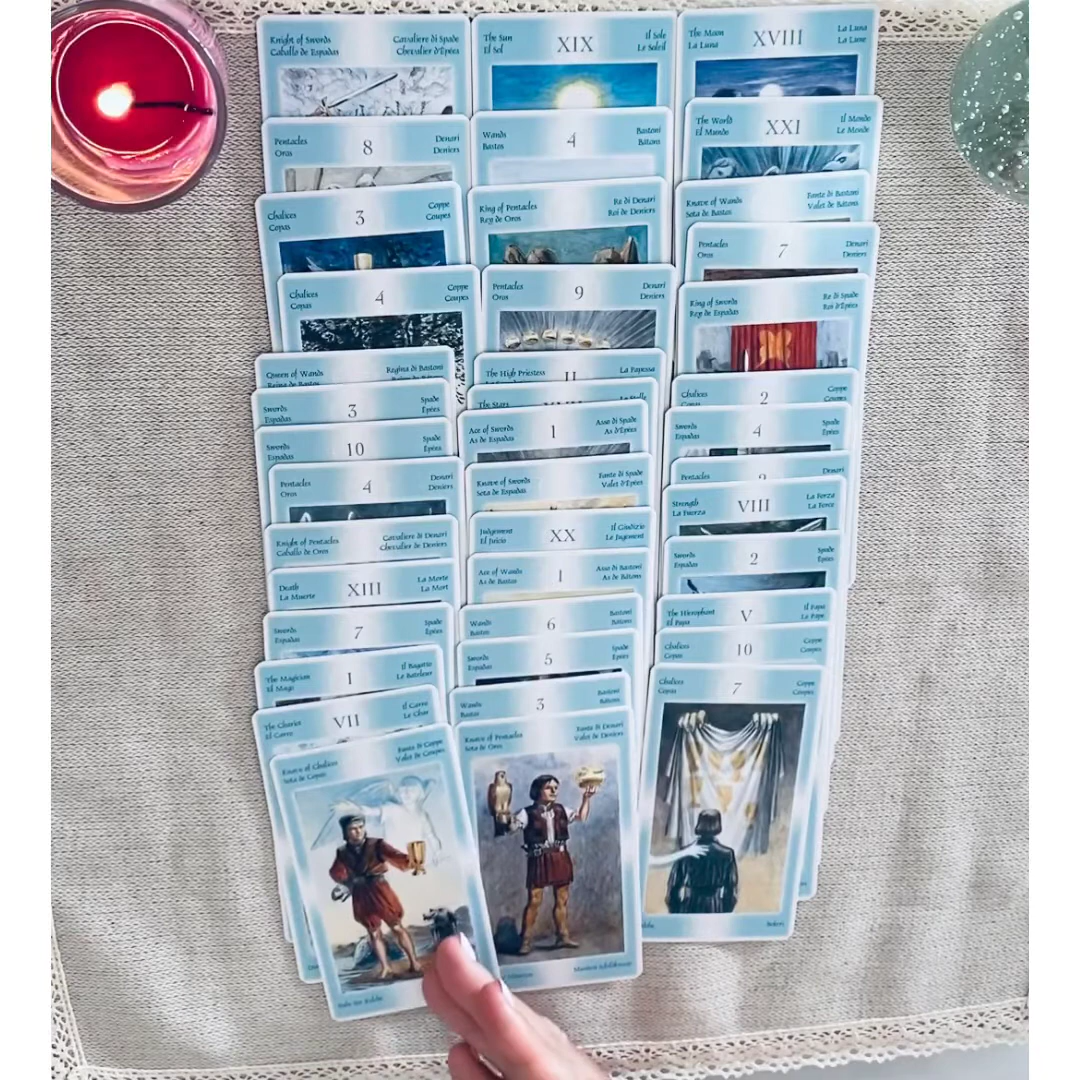 Knight of Swords Cavaliere di Spade
Caballo de Espadas Chevalier d'Epées
Pentacles 8 Denari
Oros Deniers
Chalices 3 Coppe
Copas Coupes
Chalices 4 Coppe
Copas Coupes
Queen of Wands Regina di Bastoni
Reina de Bastos
Swords 3 Spade
Espadas Epées
Swords 10 Spade
Espadas Epées
Pentacles 4 Denari
Oros Deniers
Knight of Pentacles Cavaliere di Denari
Caballo de Oros Chevalier de Deniers
Death XIII La Morte
La Muerte La Mort
Swords 7 Spade
Espadas Epées
The Magician I Il Bagatto
El Mago Le Bateleur
The Chariot VII Il Carro
El Carro Le Char
Knave of Chalices Fante di Coppe
Sota de Copas Valet de Coupes
The Sun XIX Il Sole
El Sol Le Soleil
Wands 4 Bastoni
Bastos Bâtons
King of Pentacles Re di Denari
Rey de Oros Roi de Deniers
Pentacles 9 Denari
Oros Deniers
The High Priestess II La Papessa
The Stars
Ace of Swords 1 Asso di Spade
As de Espadas As d'Epées
Knave of Swords Fante di Spade
Sota de Espadas Valet d'Epées
Judgement XX Il Giudizio
El Juicio Le Jugement
Ace of Wands 1 Asso di Bastoni
As de Bastos As de Bâtons
Wands 6 Bastoni
Bastos Bâtons
Swords 5 Spade
Espadas Epées
Wands 3 Bastoni
Bastos Bâtons
Knave of Pentacles Fante di Denari
Sota de Oros Valet de Deniers
The Moon XVIII La Luna
La Luna La Lune
The World XXI Il Mondo
El Mundo Le Monde
Knave of Wands Fante di Bastoni
Sota de Bastos Valet de Bâtons
Pentacles 7 Denari
Oros Deniers
King of Swords Re di Spade
Rey de Espadas Roi d'Epées
Chalices 2 Coppe
Copas Coupes
Swords 4 Spade
Espadas Epées
Pentacles Denari
Strength VIII La Forza
La Fuerza La Force
Swords 2 Spade
Espadas Epées
The Hierophant V Il Papa
El Papa Le Pape
Chalices 10 Coppe
Copas Coupes
Chalices 7 Coppe
Copas Coupes